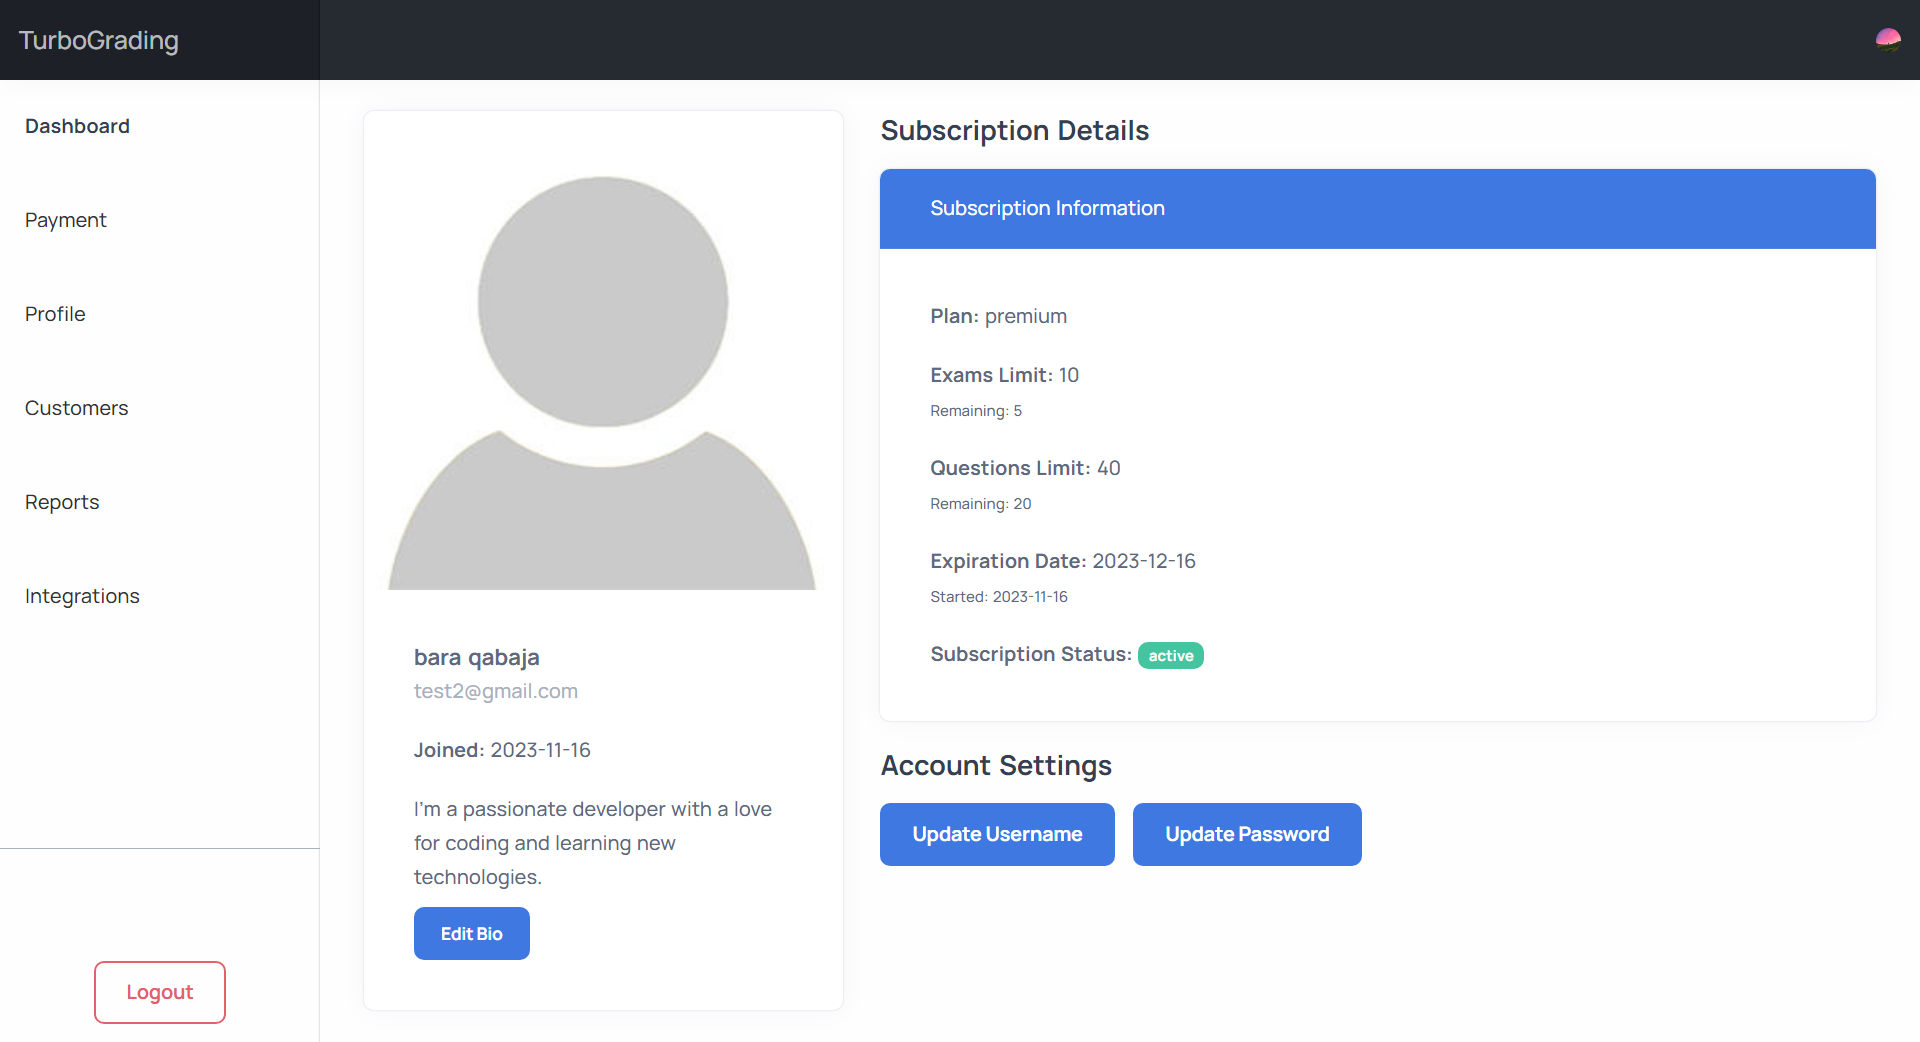 TurboGrading
Dashboard
Payment
Profile
Customers
Reports
Integrations
Logout
bara qabaja
test2@gmail.com
Joined: 2023-11-16
I'm a passionate developer with a love
for coding and learning new
technologies.
Edit Bio
Subscription Details
Subscription Information
Plan: premium
Exams Limit: 10
Remaining: 5
Questions Limit: 40
Remaining: 20
Expiration Date: 2023-12-16
Started: 2023-11-16
Subscription Status: active
Account Settings
Update Username
Update Password